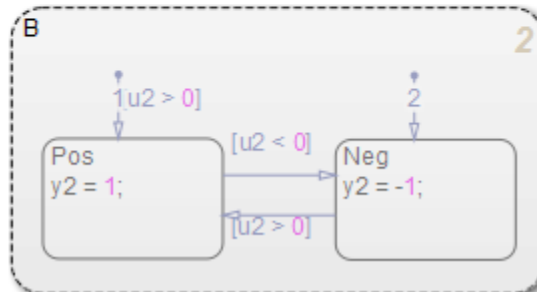 B
2
1[u2 > 0]
2
Pos
y2 = 1;
[u2 < 0]
Neg
y2 = -1;
[u2 > 0]